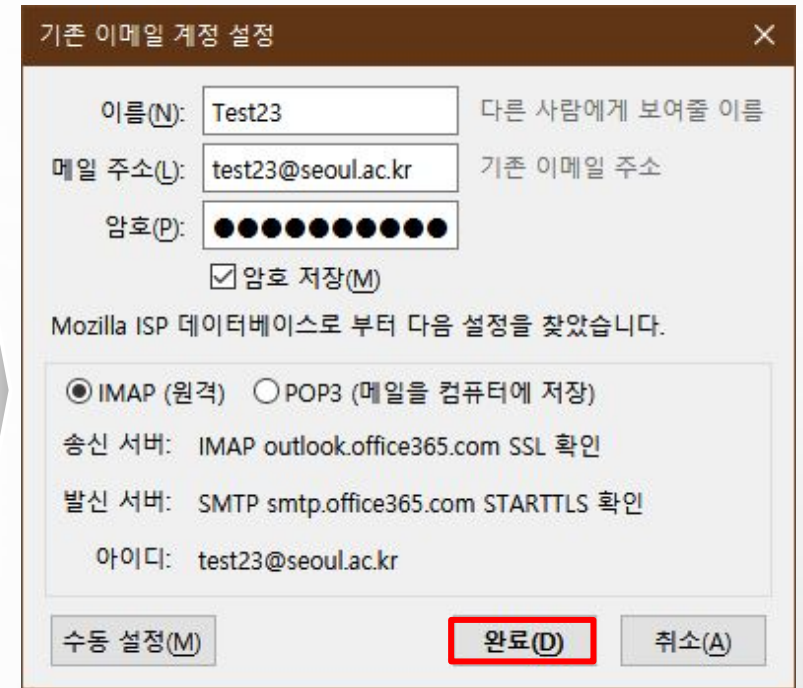 기존 이메일 계정 설정
이름(N): Test23 다른 사람에게 보여줄 이름
메일 주소(L): test23@seoul.ac.kr 기존 이메일 주소
암호(P): ●●●●●●●●●●
암호 저장(M)
Mozilla ISP 데이터베이스로 부터 다음 설정을 찾았습니다.
IMAP (원격) POP3 (메일을 컴퓨터에 저장)
송신 서버: IMAP outlook.office365.com SSL 확인
발신 서버: SMTP smtp.office365.com STARTTLS 확인
아이디: test23@seoul.ac.kr
수동 설정(M) 완료(D) 취소(A)